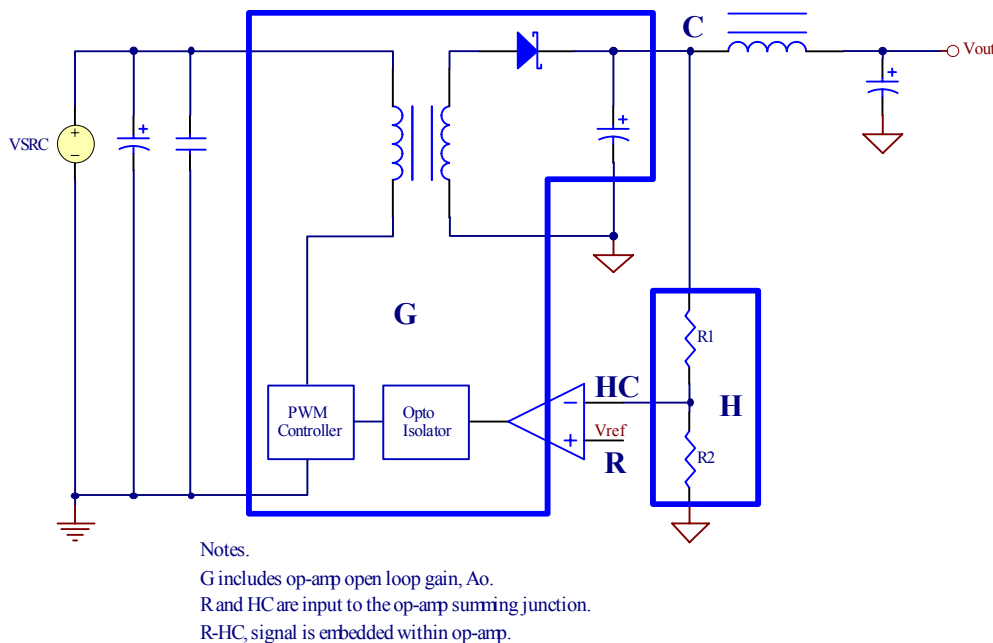 C
Vout
+
VSRC
+
−
+
+
G
R1
HC
H
PWM
Controller
Opto
Isolator
−
Vref
+
R
R2
Notes.
G includes op-amp open loop gain, Ao.
R and HC are input to the op-amp summing junction.
R-HC, signal is embedded within op-amp.